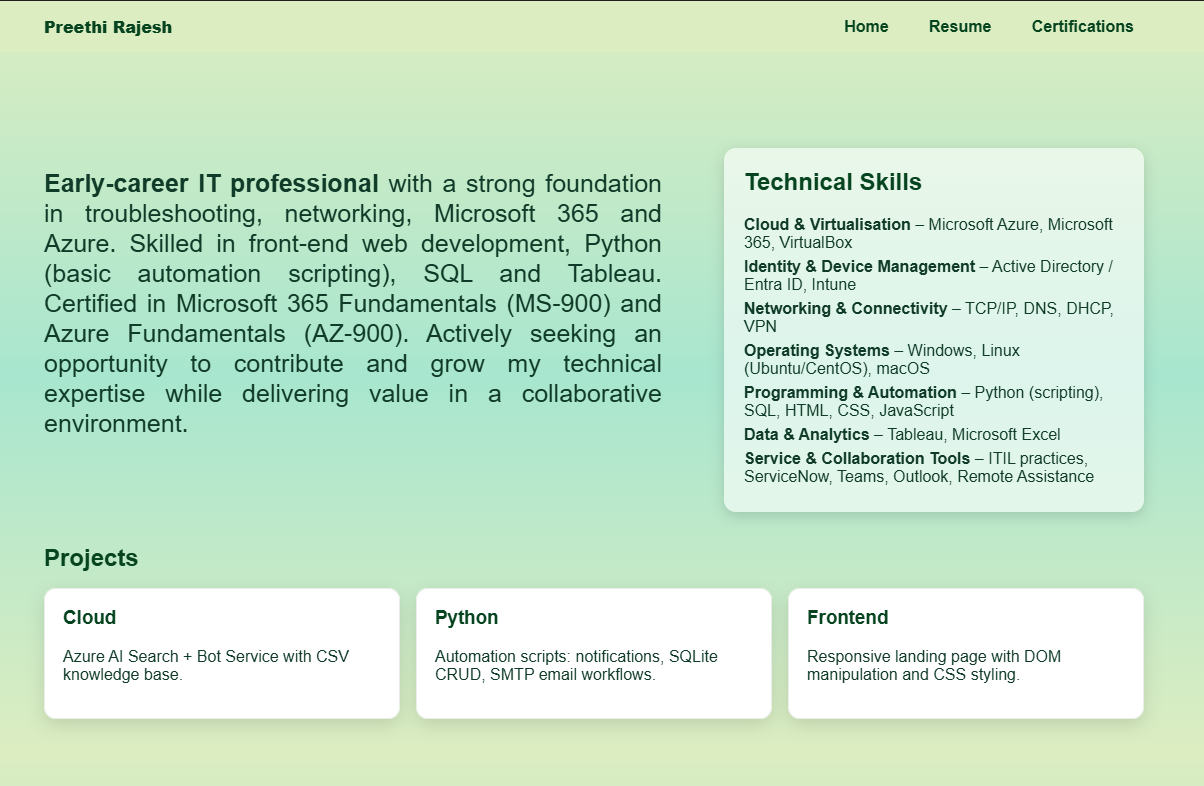 Preethi Rajesh
Home Resume Certifications
Early-career IT professional with a strong foundation
in troubleshooting, networking, Microsoft 365 and
Azure. Skilled in front-end web development, Python
(basic automation scripting), SQL and Tableau.
Certified in Microsoft 365 Fundamentals (MS-900) and
Azure Fundamentals (AZ-900). Actively seeking an
opportunity to contribute and grow my technical
expertise while delivering value in a collaborative
environment.
Technical Skills
Cloud & Virtualisation – Microsoft Azure, Microsoft
365, VirtualBox
Identity & Device Management – Active Directory /
Entra ID, Intune
Networking & Connectivity – TCP/IP, DNS, DHCP,
VPN
Operating Systems – Windows, Linux
(Ubuntu/CentOS), macOS
Programming & Automation – Python (scripting),
SQL, HTML, CSS, JavaScript
Data & Analytics – Tableau, Microsoft Excel
Service & Collaboration Tools – ITIL practices,
ServiceNow, Teams, Outlook, Remote Assistance
Projects
Cloud
Azure AI Search + Bot Service with CSV
knowledge base.
Python
Automation scripts: notifications, SQLite
CRUD, SMTP email workflows.
Frontend
Responsive landing page with DOM
manipulation and CSS styling.